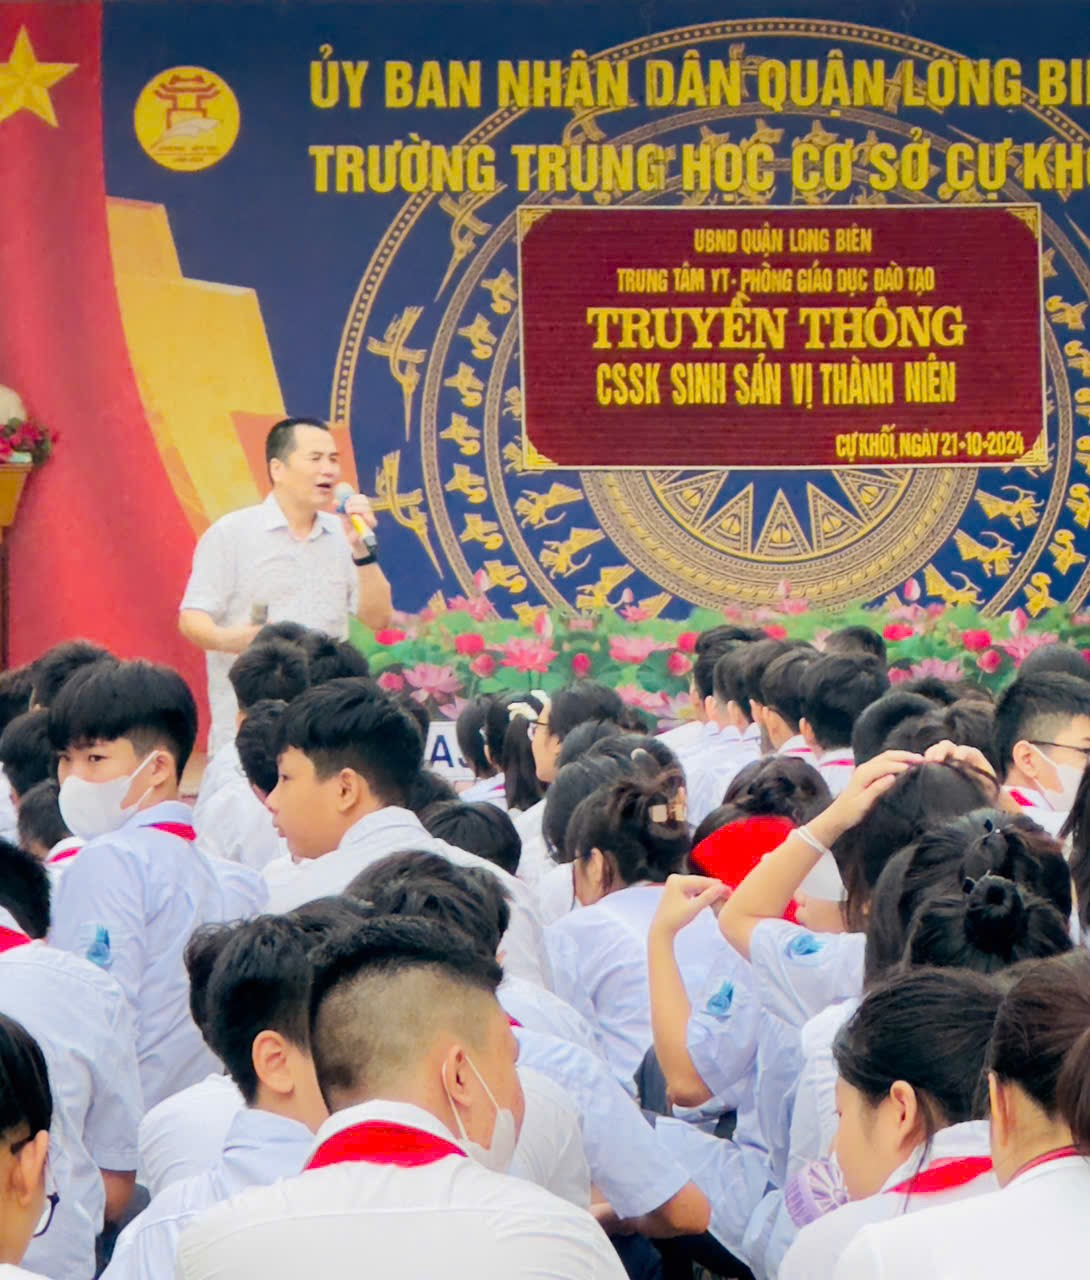 ỦY BAN NHÂN DÂN QUẬN LONG BI
TRƯỜNG TRUNG HỌC CƠ SỞ CỰ KH
UBND QUẬN LONG BIÊN
TRUNG TÂM YT - PHÒNG GIÁO DỤC ĐÀO TẠO
TRUYỀN THÔNG
CSSK SINH SẢN VỊ THÀNH NIÊN
CỰ KHỐI, NGÀY 21-10-2024